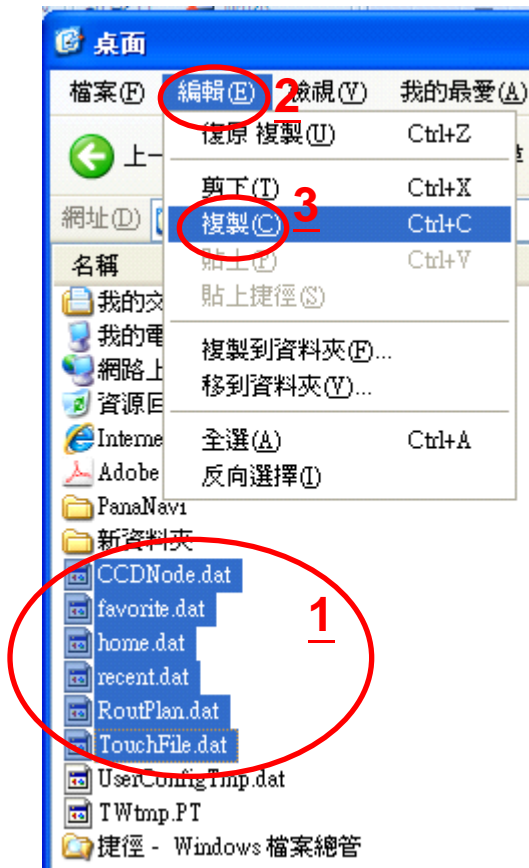 桌面
檔案(F) 編輯(E) 2 檢視(V) 我的最愛(A)
復原 複製(U) Ctrl+Z
上一
剪下(T) Ctrl+X
3
網址(D) 複製(C) Ctrl+C
名稱 貼上(P) Ctrl+V
我的文 貼上捷徑(S)
我的電
網路上 複製到資料夾(F)...
資源回 移到資料夾(V)...
Interne 全選(A) Ctrl+A
Adobe 反向選擇(I)
PanaNavi
新資料夾
CCDNode.dat
favorite.dat
1
home.dat
recent.dat
RoutPlan.dat
TouchFile.dat
UserConfigTmp.dat
TWtmp.PT
捷徑 - Windows 檔案總管